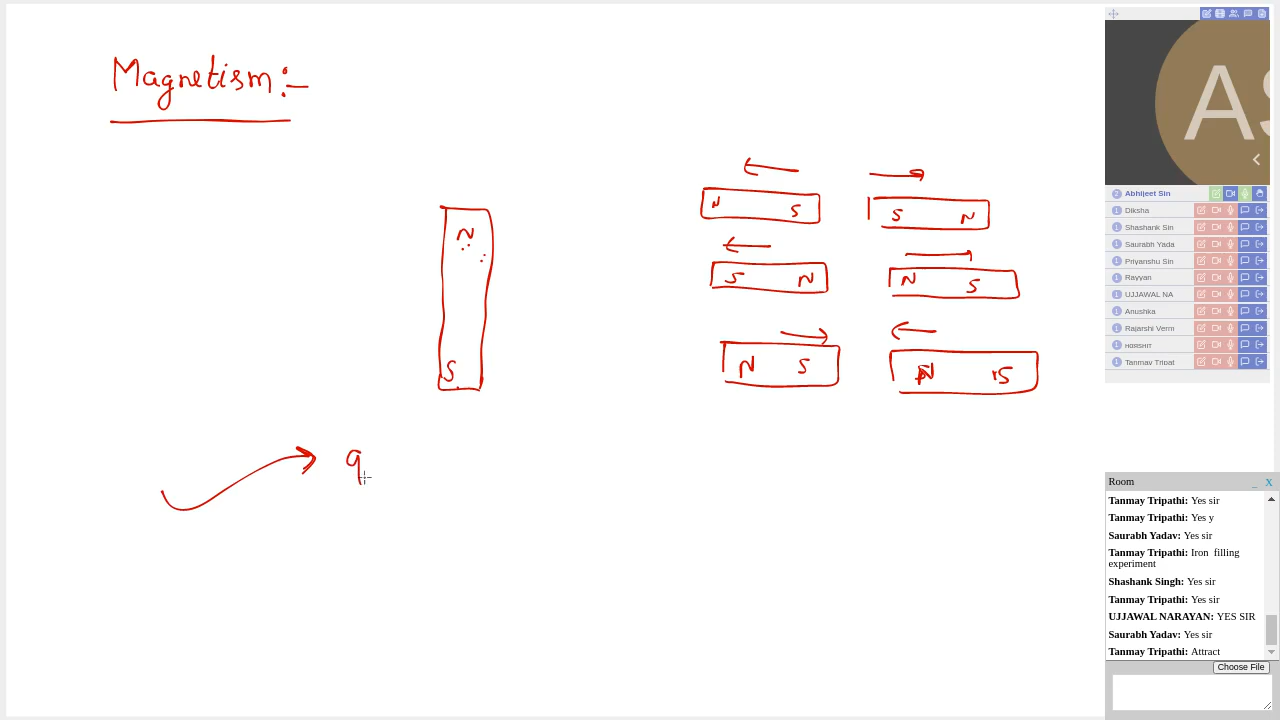 Magnetism :-
N
S
N S
S N
S N
N S
N S
N S
q
AS
Abhijeet Sin
Diksha
Shashank Sin
Saurabh Yada
Priyanshu Sin
Rayyan
UJJAWAL NA
Anushka
Rajarshi Verm
HORSHIT
Tanmay Tripat
Room _ X
Tanmay Tripathi: Yes sir
Tanmay Tripathi: Yes y
Saurabh Yadav: Yes sir
Tanmay Tripathi: Iron filling
experiment
Shashank Singh: Yes sir
Tanmay Tripathi: Yes sir
UJJAWAL NARAYAN: YES SIR
Saurabh Yadav: Yes sir
Tanmay Tripathi: Attract
Choose File